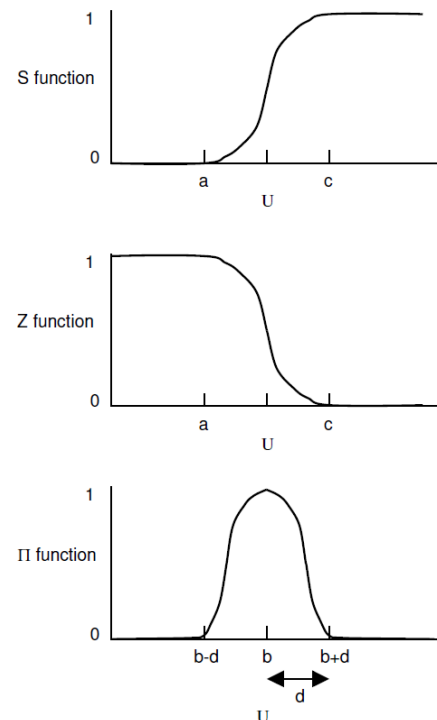 1
S function
0
a
c
U
1
Z function
0
a
c
U
1
Π function
0
b-d
b
b+d
d
U